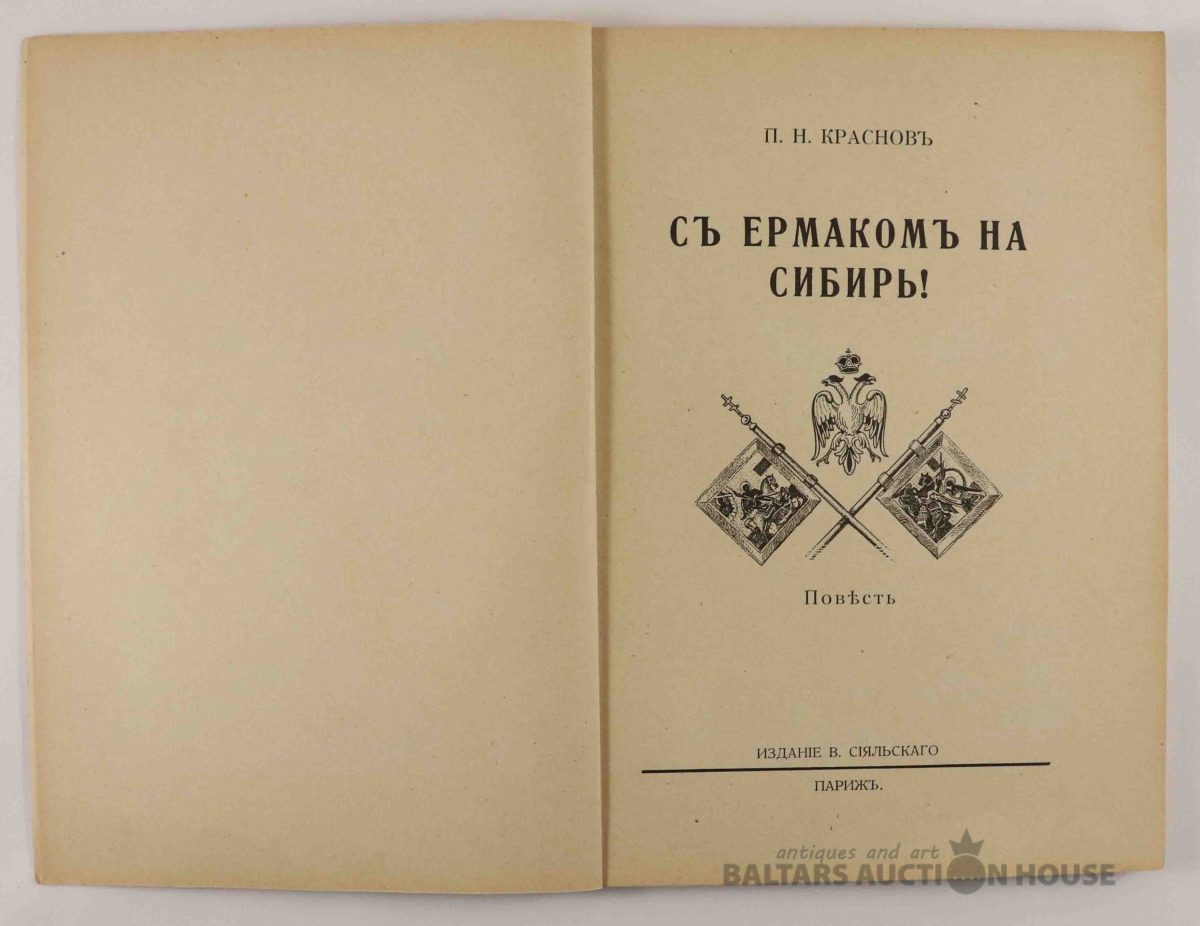 П. Н. КРАСНОВЪ
СЪ ЕРМАКОМЪ НА
СИБИРЬ!
Повѣсть
ИЗДАНІЕ В. СІЯЛЬСКАГО
ПАРИЖЪ.
antiques and art
BALTARS AUCTION HOUSE